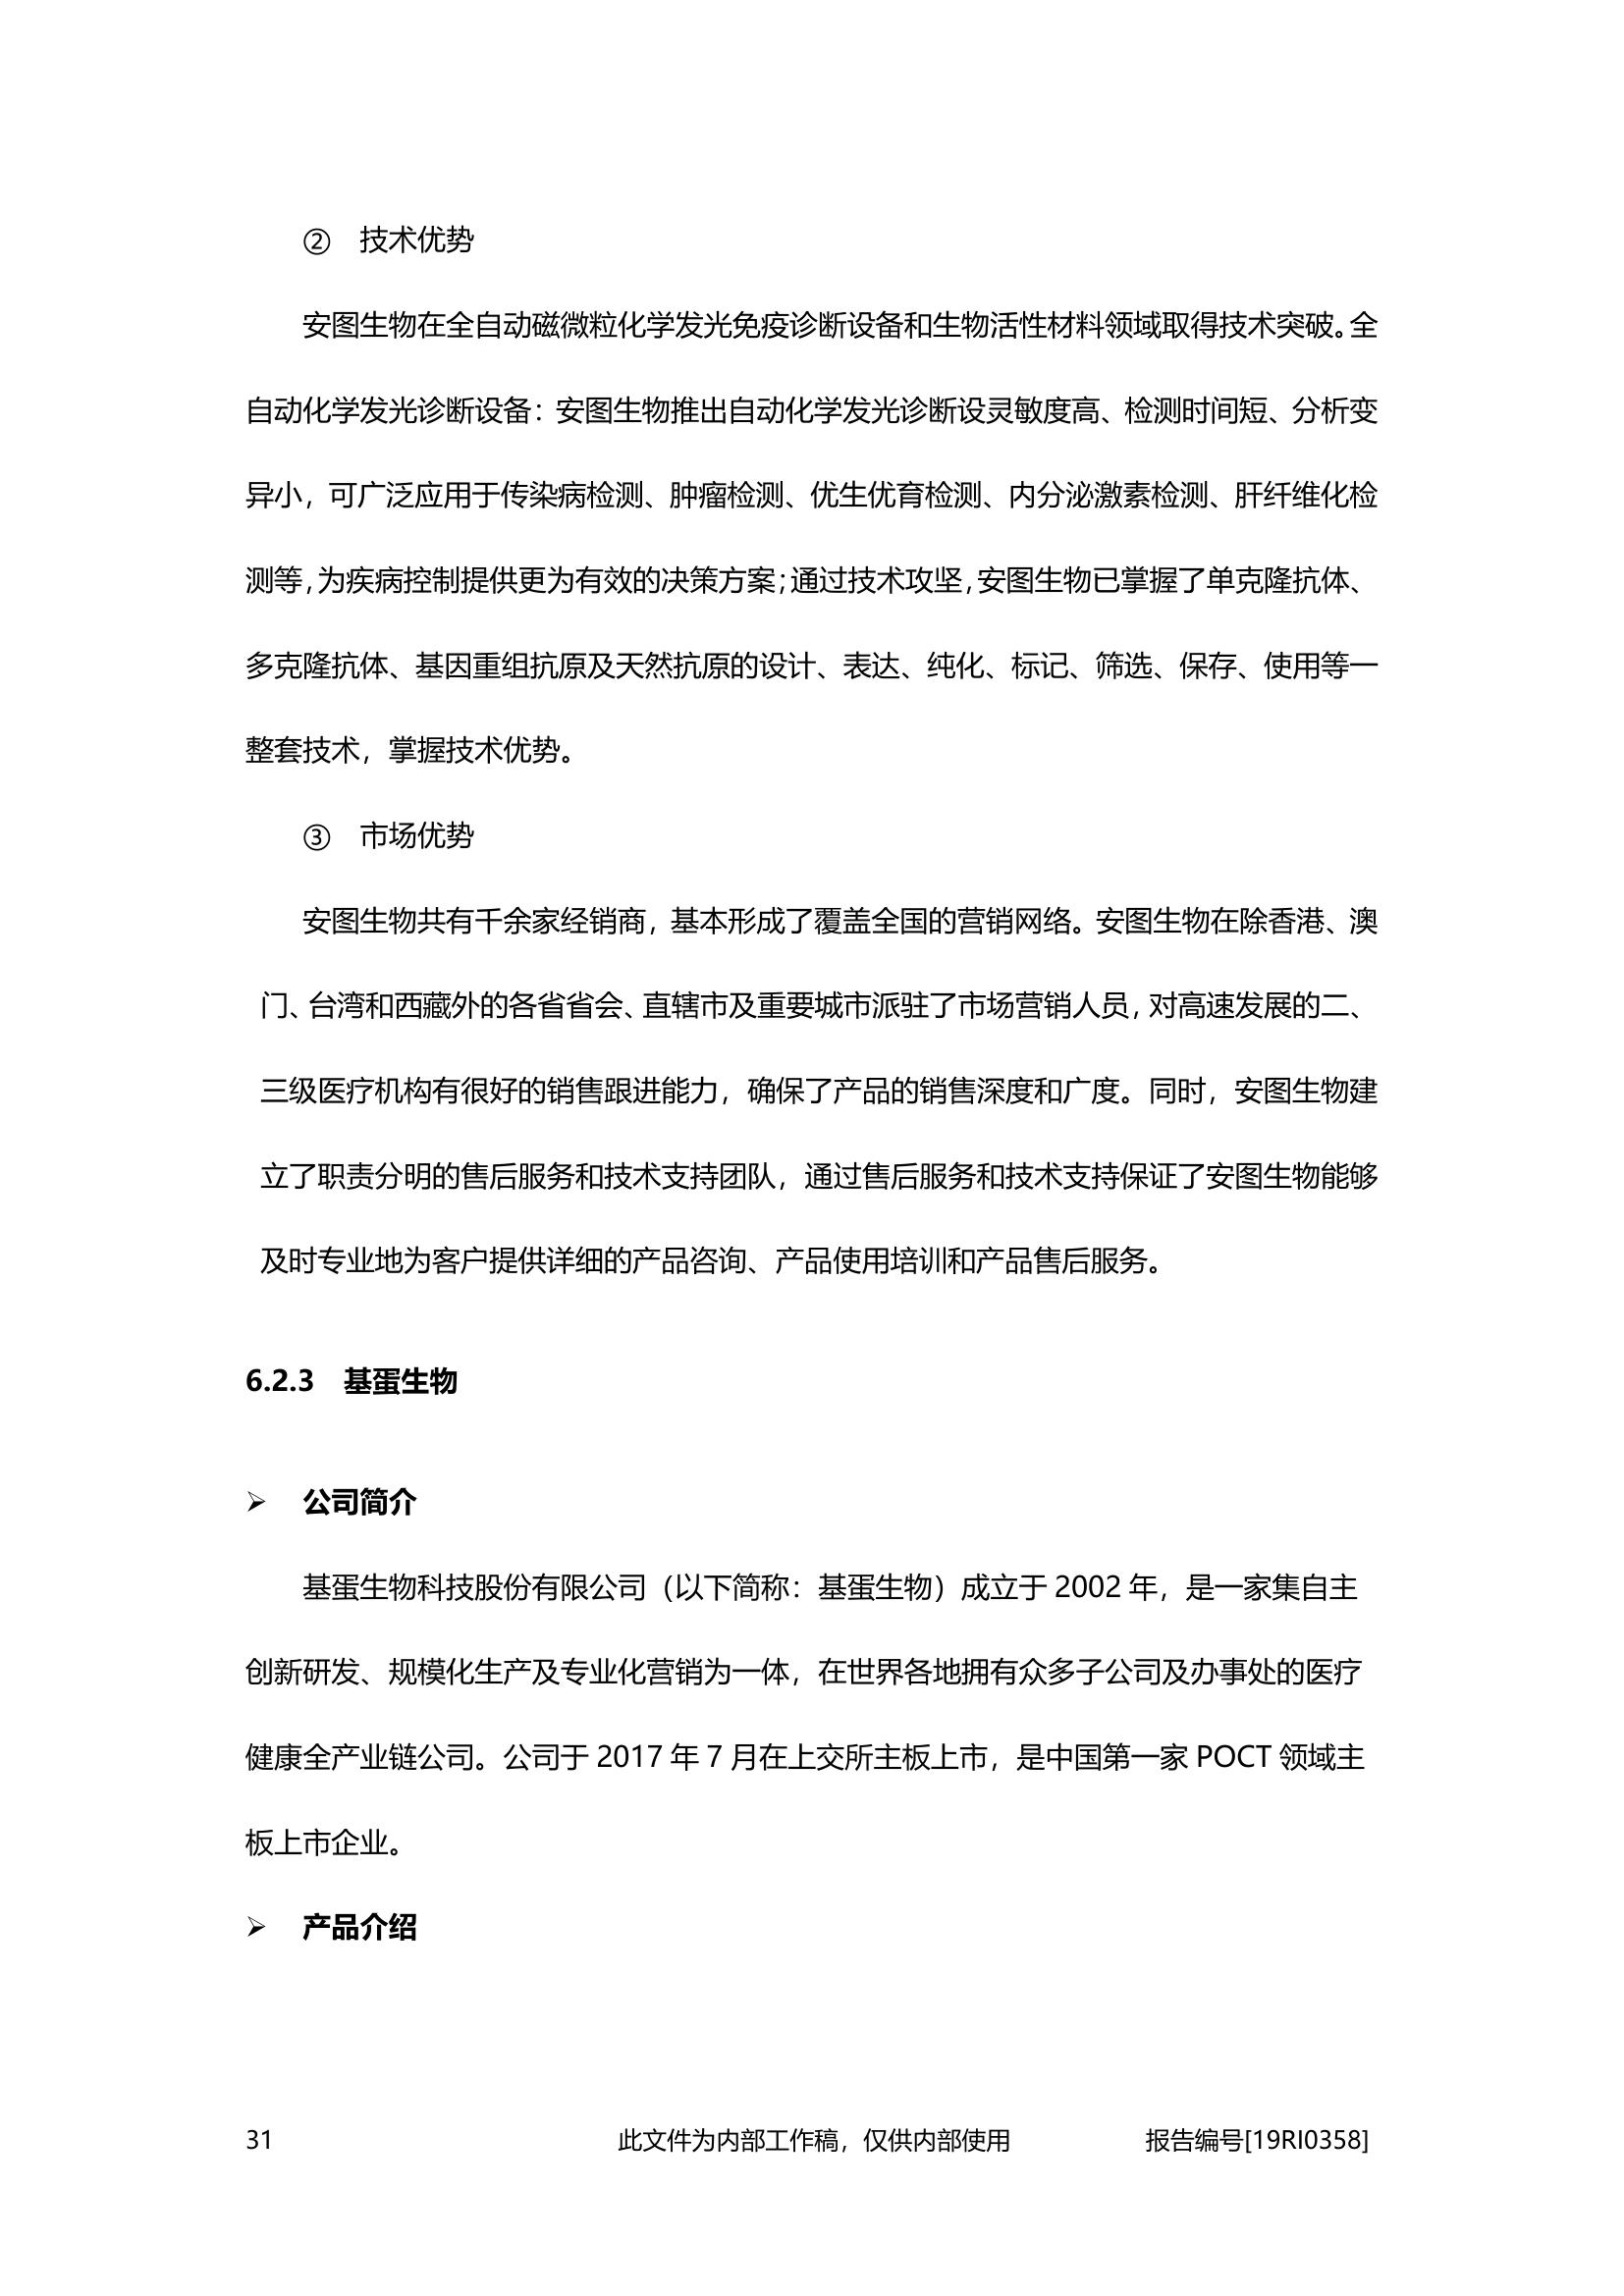 ② 技术优势
安图生物在全自动磁微粒化学发光免疫诊断设备和生物活性材料领域取得技术突破。全
自动化学发光诊断设备：安图生物推出自动化学发光诊断设灵敏度高、检测时间短、分析变
异小，可广泛应用于传染病检测、肿瘤检测、优生优育检测、内分泌激素检测、肝纤维化检
测等，为疾病控制提供更为有效的决策方案；通过技术攻坚，安图生物已掌握了单克隆抗体、
多克隆抗体、基因重组抗原及天然抗原的设计、表达、纯化、标记、筛选、保存、使用等一
整套技术，掌握技术优势。
③ 市场优势
安图生物共有千余家经销商，基本形成了覆盖全国的营销网络。安图生物在除香港、澳
门、台湾和西藏外的各省省会、直辖市及重要城市派驻了市场营销人员，对高速发展的二、
三级医疗机构有很好的销售跟进能力，确保了产品的销售深度和广度。同时，安图生物建
立了职责分明的售后服务和技术支持团队，通过售后服务和技术支持保证了安图生物能够
及时专业地为客户提供详细的产品咨询、产品使用培训和产品售后服务。
6.2.3 基蛋生物
➢ 公司简介
基蛋生物科技股份有限公司（以下简称：基蛋生物）成立于 2002 年，是一家集自主
创新研发、规模化生产及专业化营销为一体，在世界各地拥有众多子公司及办事处的医疗
健康全产业链公司。公司于 2017 年 7 月在上交所主板上市，是中国第一家 POCT 领域主
板上市企业。
➢ 产品介绍
31 此文件为内部工作稿，仅供内部使用 报告编号[19RI0358]